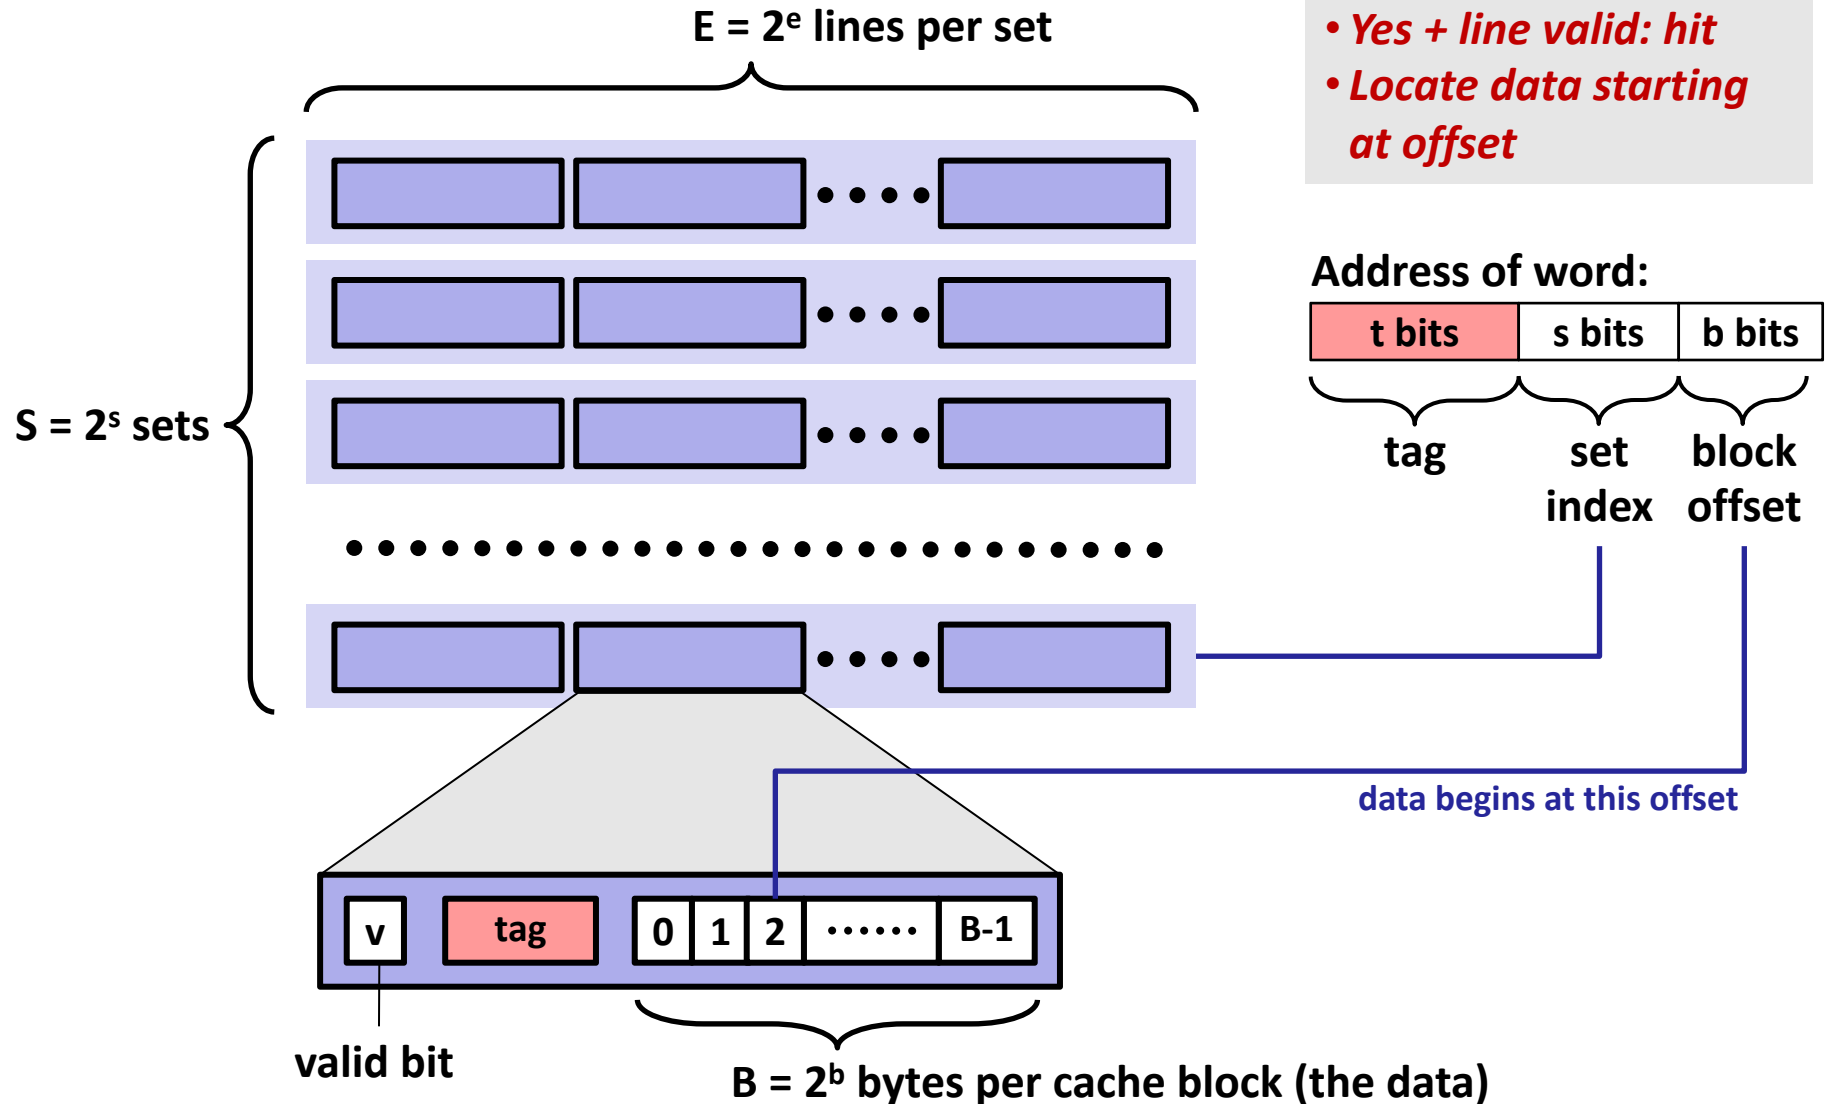 E = 2ᵉ lines per set
• Yes + line valid: hit
• Locate data starting
at offset
Address of word:
t bits s bits b bits
tag set block
index offset
S = 2ˢ sets
data begins at this offset
v tag 0 1 2 •••••• B-1
valid bit
B = 2ᵇ bytes per cache block (the data)